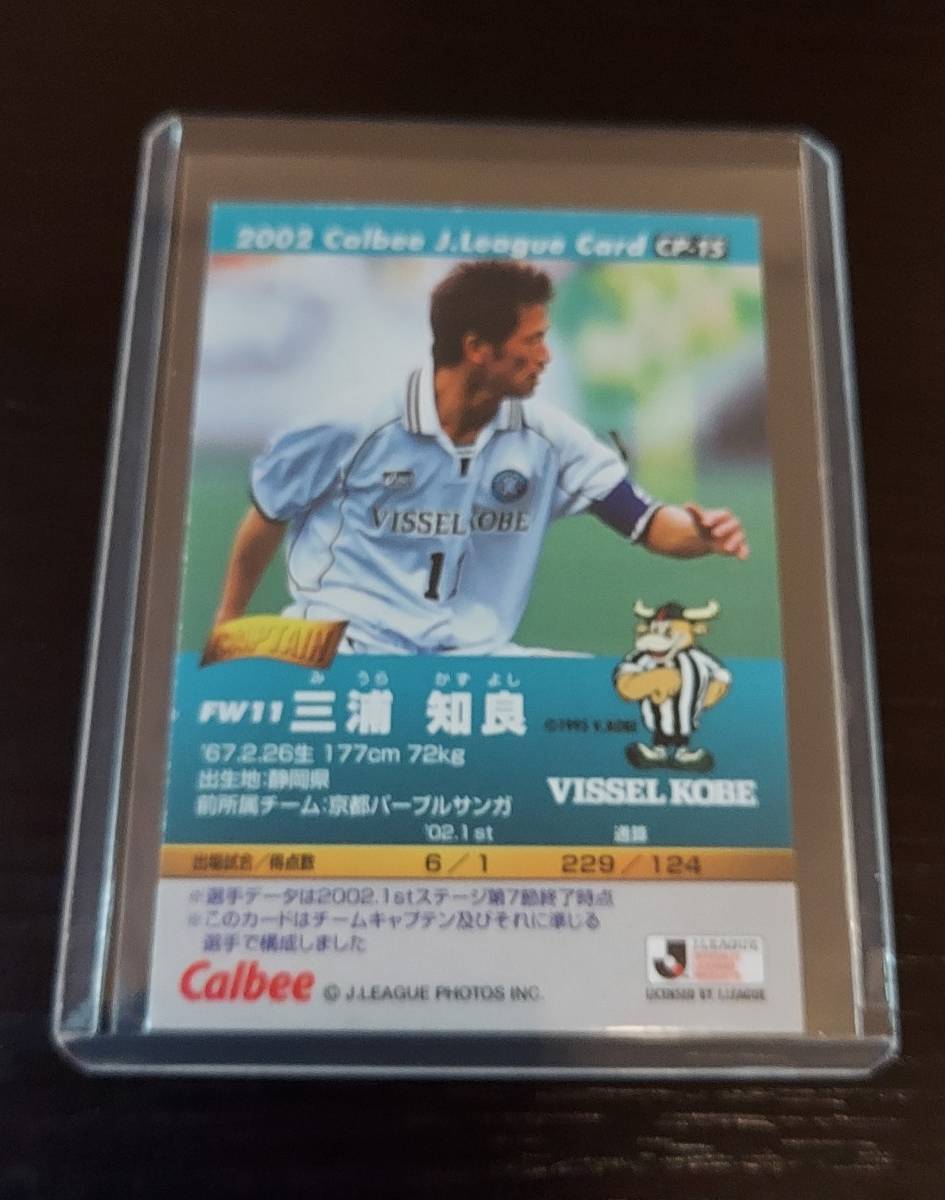 2002 Calbee J.League Card CP-15
VISSEL KOBE
CAPTAIN
み うら かず よし
FW11 三浦 知良
©1995 V.KOBE
'67.2.26生 177cm 72kg
出生地:静岡県
前所属チーム:京都パープルサンガ
VISSEL KOBE
'02.1st 通算
出場試合/得点数 6/1 229/124
※選手データは2002.1stステージ第7節終了時点
※このカードはチームキャプテン及びそれに準じる
選手で構成しました
Calbee © J.LEAGUE PHOTOS INC.
J.LEAGUE
LICENSED BY J.LEAGUE